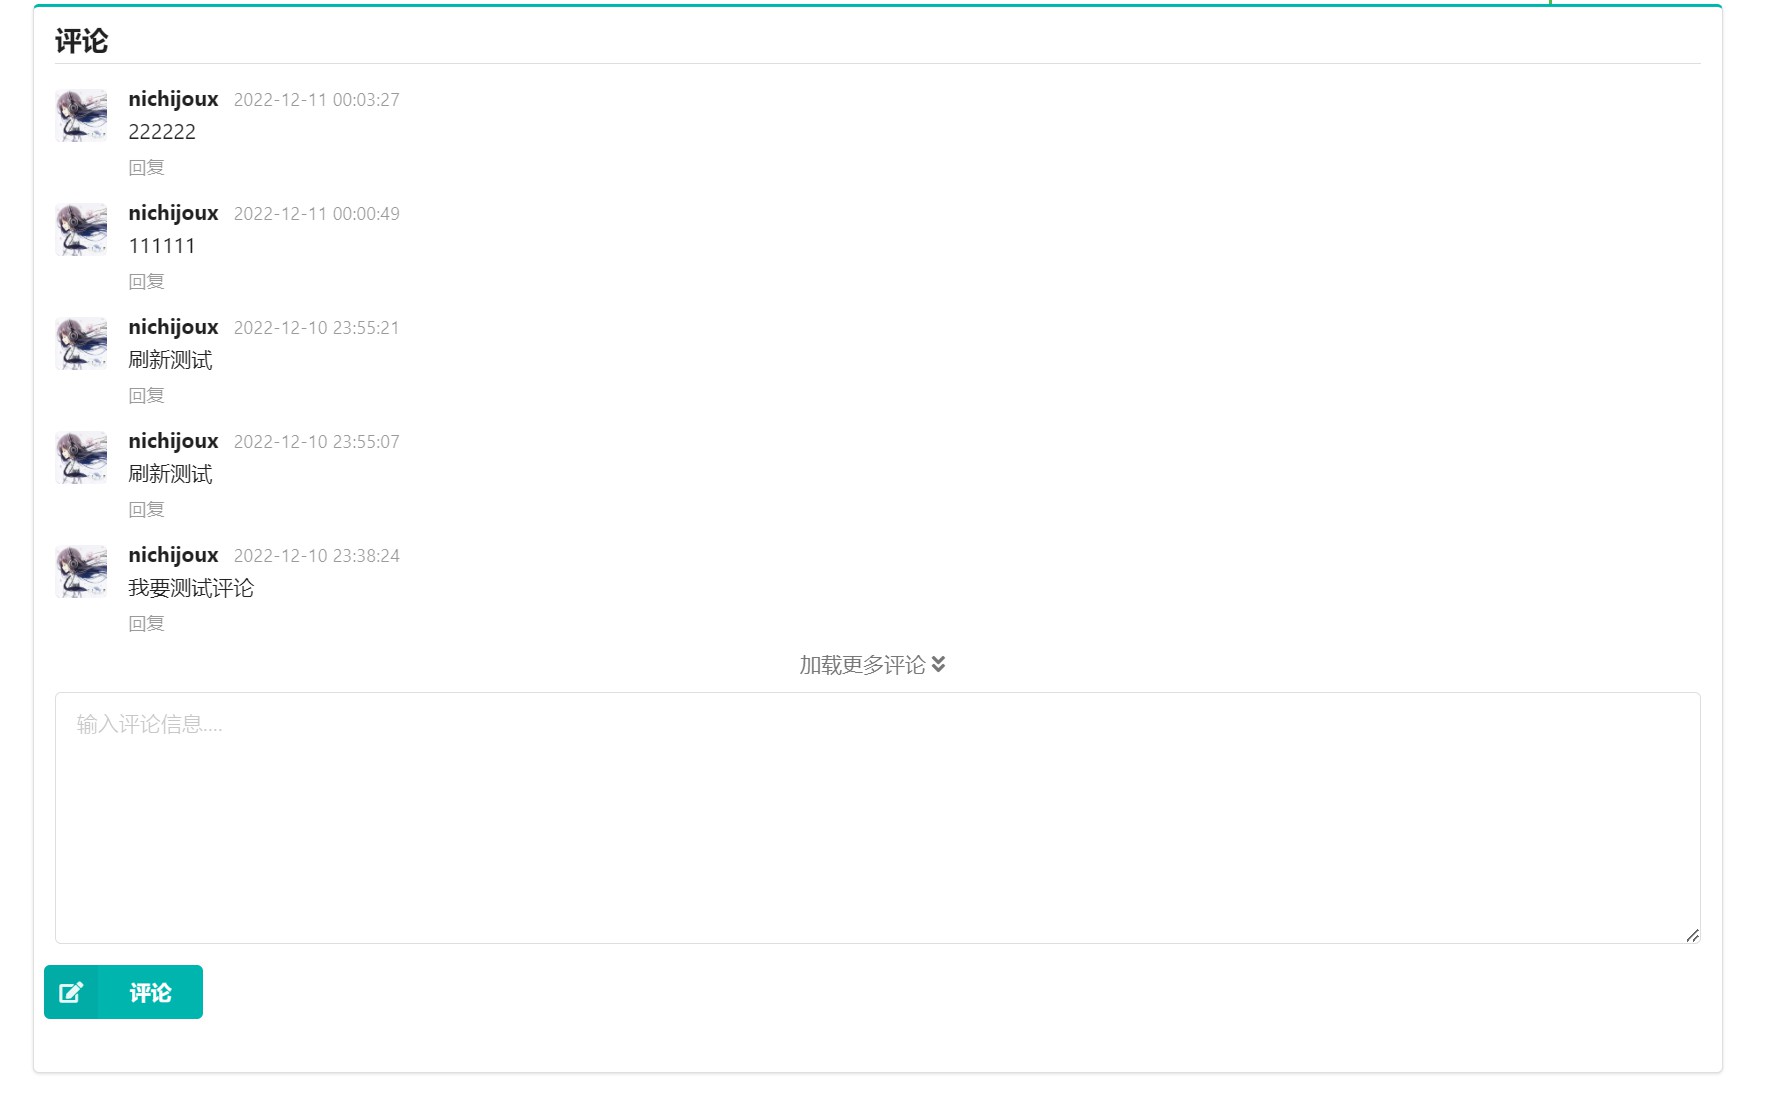 评论
nichijoux 2022-12-11 00:03:27
222222
回复
nichijoux 2022-12-11 00:00:49
111111
回复
nichijoux 2022-12-10 23:55:21
刷新测试
回复
nichijoux 2022-12-10 23:55:07
刷新测试
回复
nichijoux 2022-12-10 23:38:24
我要测试评论
回复
加载更多评论
输入评论信息....
评论